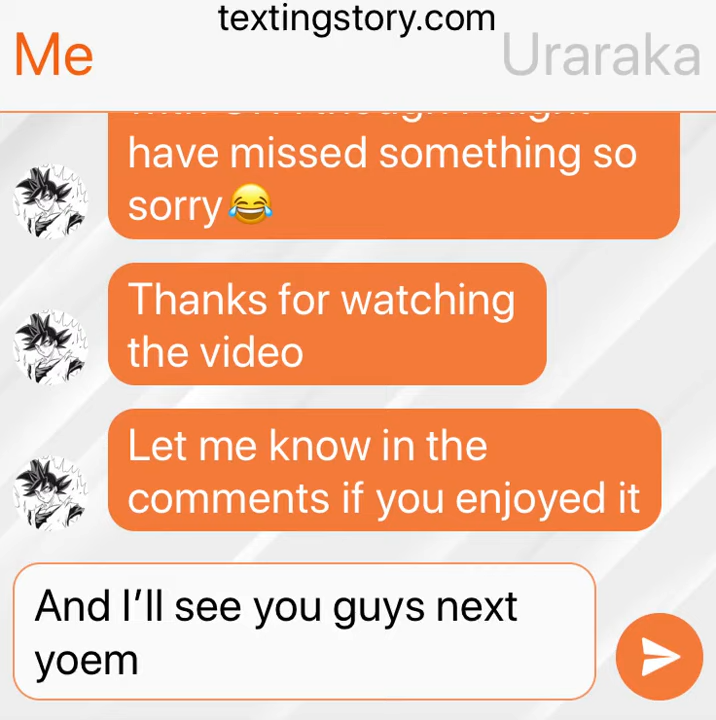 textingstory.com
Me
Uraraka
have missed something so
sorry😂
Thanks for watching
the video
Let me know in the
comments if you enjoyed it
And I’ll see you guys next
yoem